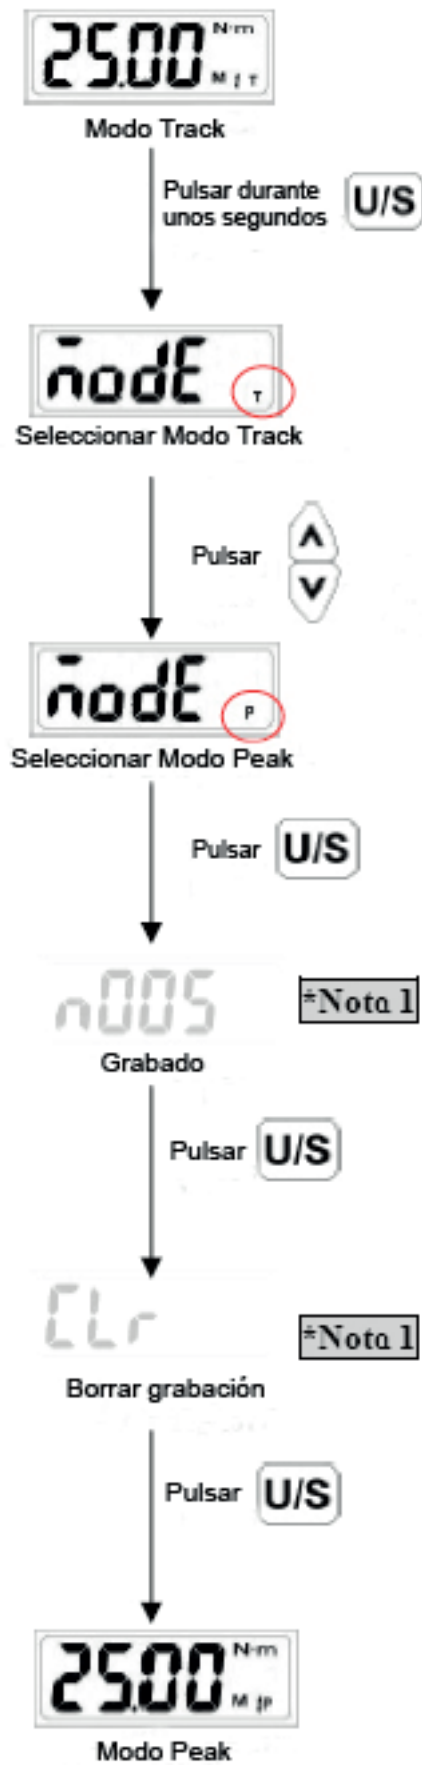 25.00 N·m
M f T
Modo Track
Pulsar durante
unos segundos U/S
modE T
Seleccionar Modo Track
Pulsar
modE P
Seleccionar Modo Peak
Pulsar U/S
n005 *Nota 1
Grabado
Pulsar U/S
CLr *Nota 1
Borrar grabación
Pulsar U/S
25.00 N·m
M f P
Modo Peak